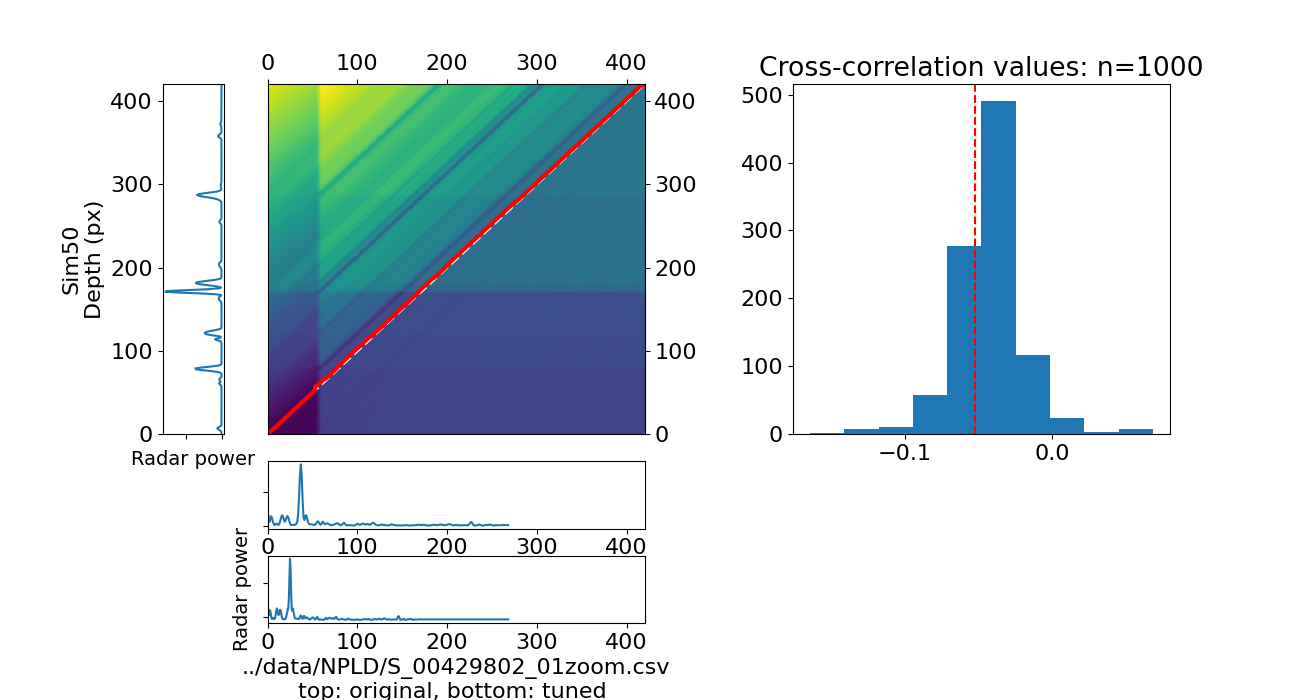 0 100 200 300 400
Cross-correlation values: n=1000
400
300
200
100
0
Sim50
Depth (px)
Radar power
400
300
200
100
0
500
400
300
200
100
0
−0.1 0.0
0 100 200 300 400
Radar power
0 100 200 300 400
../data/NPLD/S_00429802_01zoom.csv
top: original, bottom: tuned